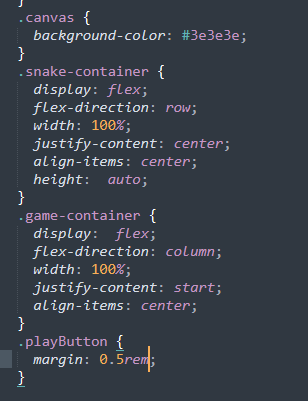 .canvas {
background-color: #3e3e3e;
}
.snake-container {
display: flex;
flex-direction: row;
width: 100%;
justify-content: center;
align-items: center;
height:  auto;
}
.game-container {
display:  flex;
flex-direction: column;
width: 100%;
justify-content: start;
align-items: center;
}
.playButton {
margin: 0.5rem;
}